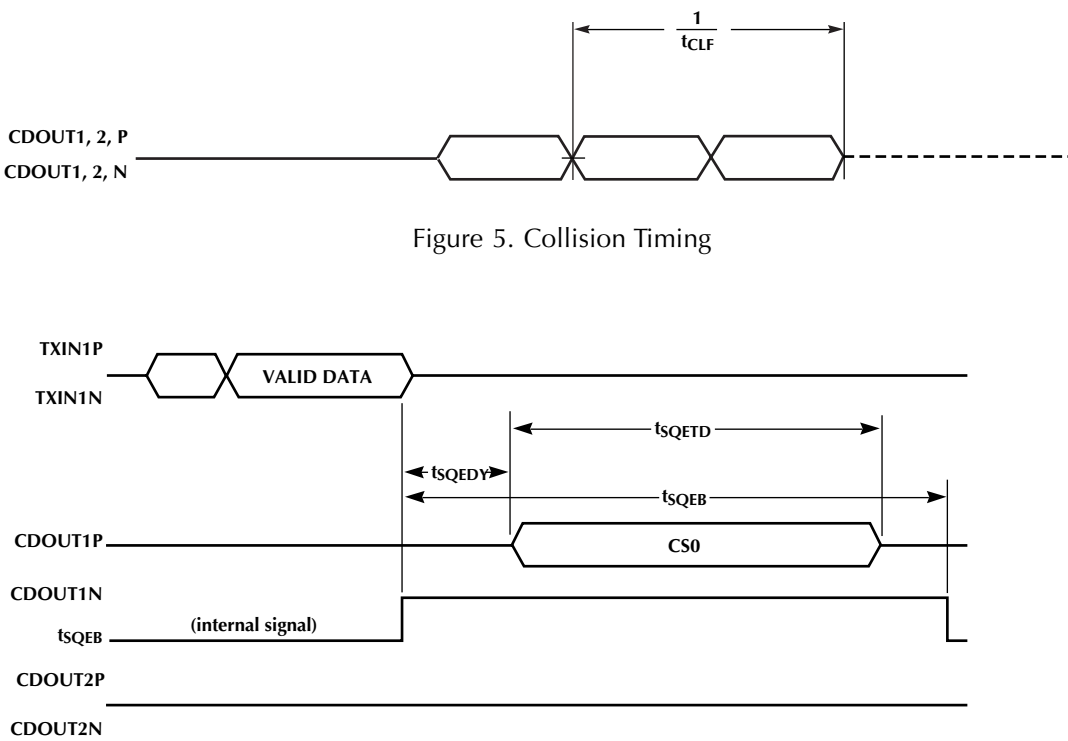 1
tCLF
CDOUT1, 2, P
CDOUT1, 2, N
Figure 5. Collision Timing
TXIN1P
VALID DATA
TXIN1N
tSQETD
tSQEDY
tSQEB
CDOUT1P
CS0
CDOUT1N
(internal signal)
tSQEB
CDOUT2P
CDOUT2N